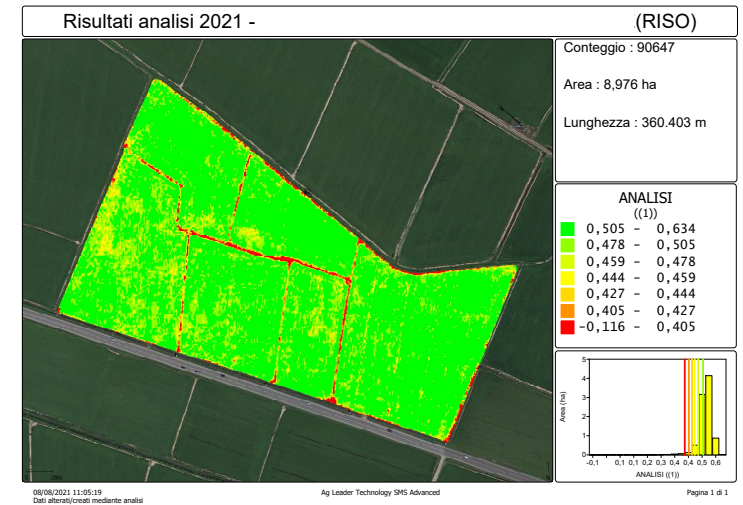 Risultati analisi 2021 -
(RISO)
Conteggio : 90647
Area : 8,976 ha
Lunghezza : 360.403 m
ANALISI
((1))
0,505 - 0,634
0,478 - 0,505
0,459 - 0,478
0,444 - 0,459
0,427 - 0,444
0,405 - 0,427
-0,116 - 0,405
Area (ha)
5
4
3
2
1
0
-0,1 0,1 0,1 0,2 0,3 0,4 0,4 0,5 0,6
ANALISI ((1))
08/08/2021 11:05:19
Dati alterati/creati mediante analisi
Ag Leader Technology SMS Advanced
Pagina 1 di 1